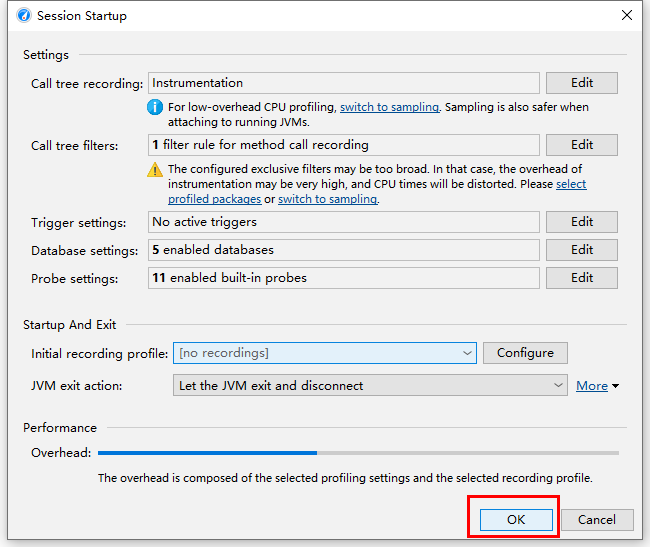 Session Startup
Settings
Call tree recording: Instrumentation Edit
For low-overhead CPU profiling, switch to sampling. Sampling is also safer when
attaching to running JVMs.
Call tree filters: 1 filter rule for method call recording Edit
The configured exclusive filters may be too broad. In that case, the overhead of
instrumentation may be very high, and CPU times will be distorted. Please select
profiled packages or switch to sampling.
Trigger settings: No active triggers Edit
Database settings: 5 enabled databases Edit
Probe settings: 11 enabled built-in probes Edit
Startup And Exit
Initial recording profile: [no recordings] Configure
JVM exit action: Let the JVM exit and disconnect More
Performance
Overhead:
The overhead is composed of the selected profiling settings and the selected recording profile.
OK Cancel